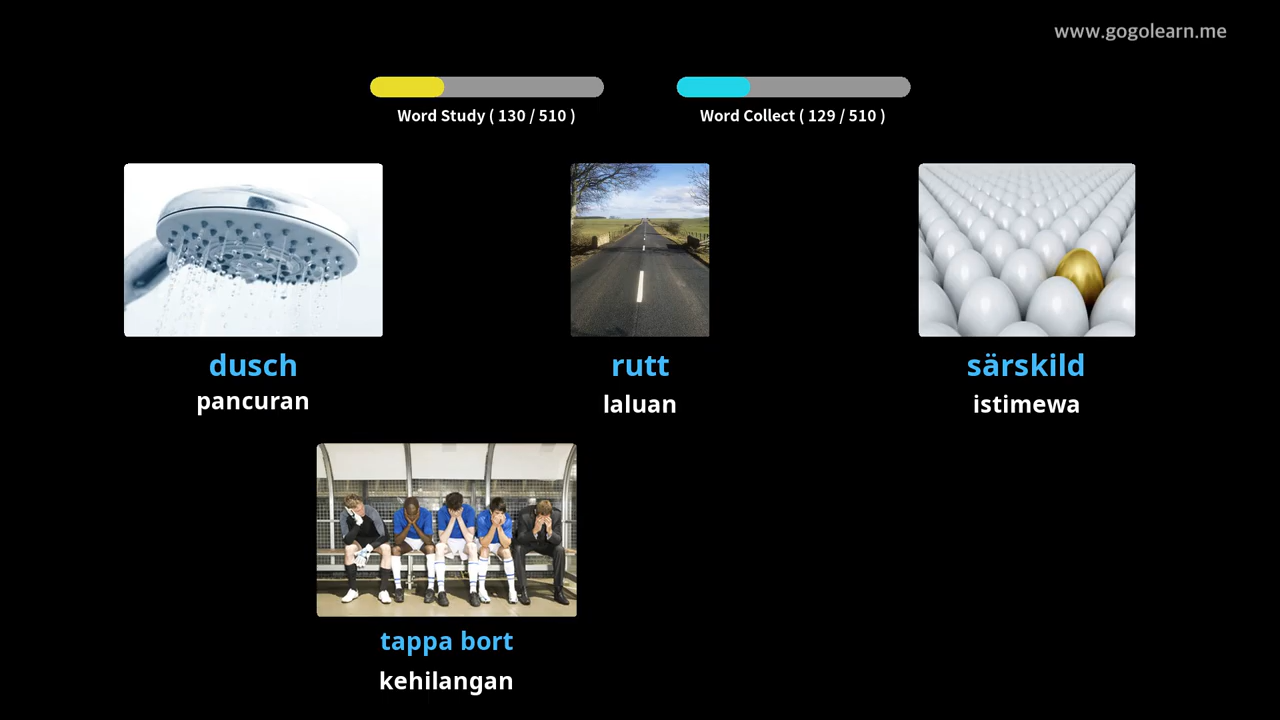 www.gogolearn.me
Word Study ( 130 / 510 )
Word Collect ( 129 / 510 )
dusch
pancuran
rutt
laluan
särskild
istimewa
tappa bort
kehilangan